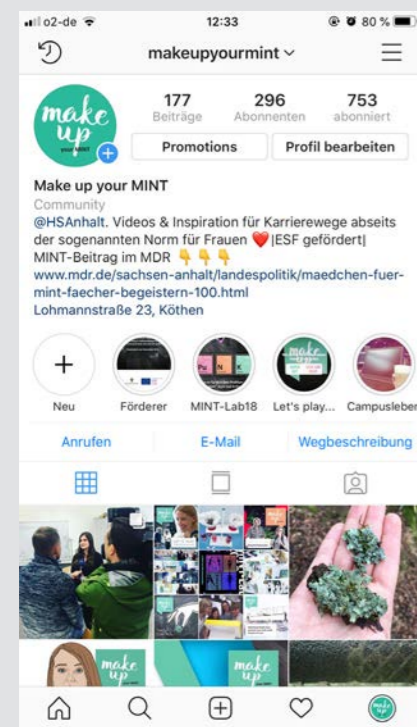 o2-de 12:33 80 %
makeupyourmint
make up your MINT
177 296 753
Beiträge Abonnenten abonniert
Promotions Profil bearbeiten
Make up your MINT
Community
@HSAnhalt. Videos & Inspiration für Karrierewege abseits
der sogenannten Norm für Frauen ❤️|ESF gefördert|
MINT-Beitrag im MDR 👇👇👇
www.mdr.de/sachsen-anhalt/landespolitik/maedchen-fuer-
mint-faecher-begeistern-100.html
Lohmannstraße 23, Köthen
Pu N K
make
Neu Förderer MINT-Lab18 Let's play... Campusleben
Anrufen E-Mail Wegbeschreibung
make up
make up